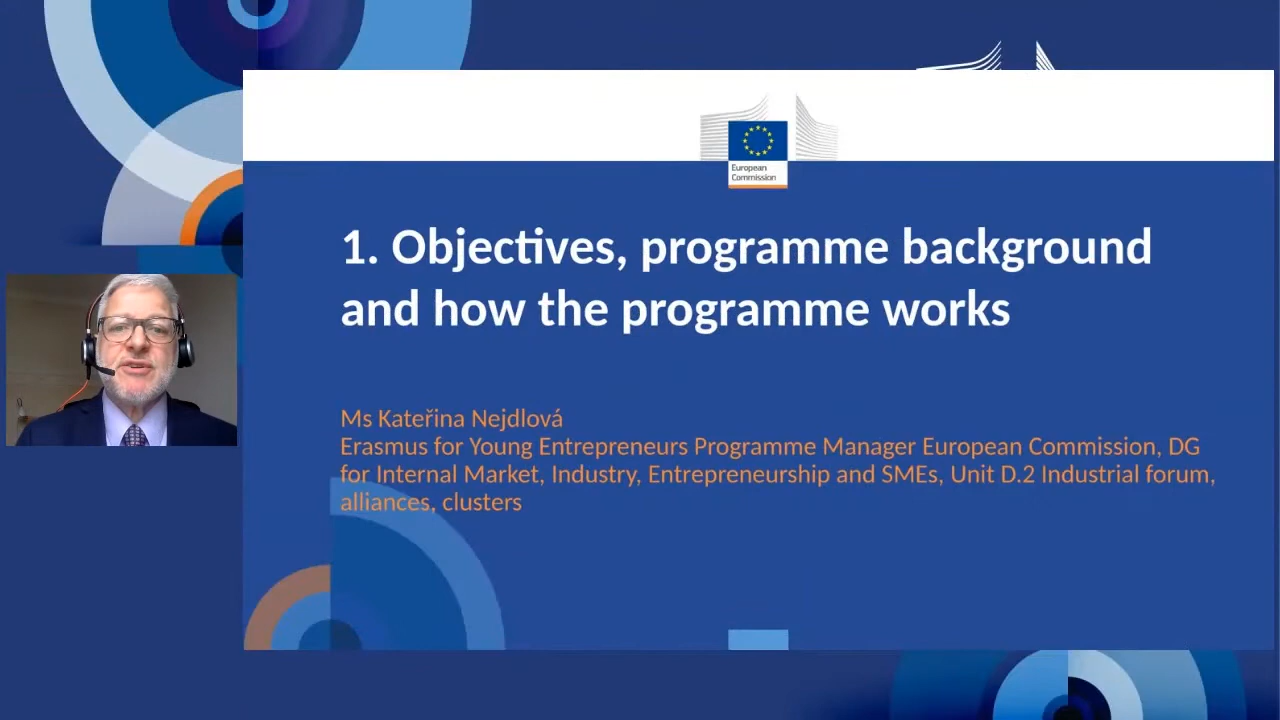 European
Commission
1. Objectives, programme background
and how the programme works
Ms Kateřina Nejdlová
Erasmus for Young Entrepreneurs Programme Manager European Commission, DG
for Internal Market, Industry, Entrepreneurship and SMEs, Unit D.2 Industrial forum,
alliances, clusters